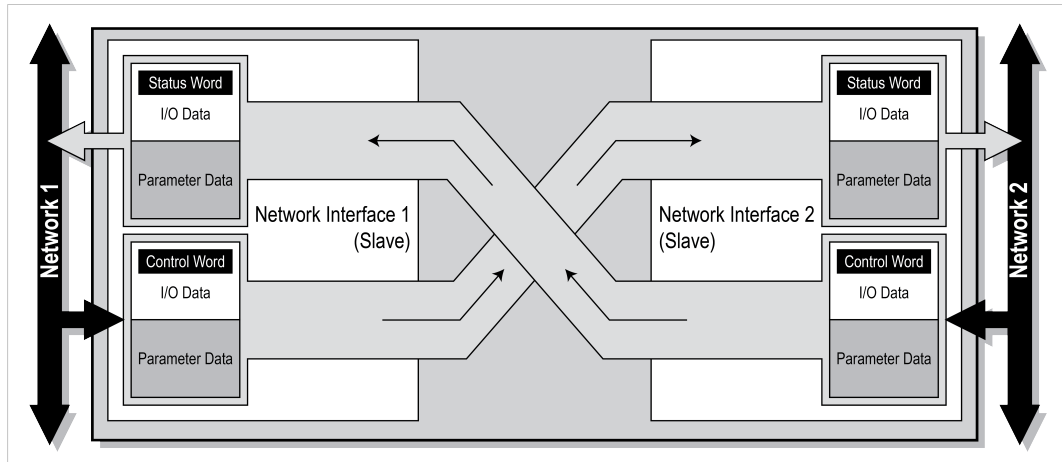 Network 1
Status Word
I/O Data
Parameter Data
Control Word
I/O Data
Parameter Data
Network Interface 1
(Slave)
Network Interface 2
(Slave)
Status Word
I/O Data
Parameter Data
Control Word
I/O Data
Parameter Data
Network 2